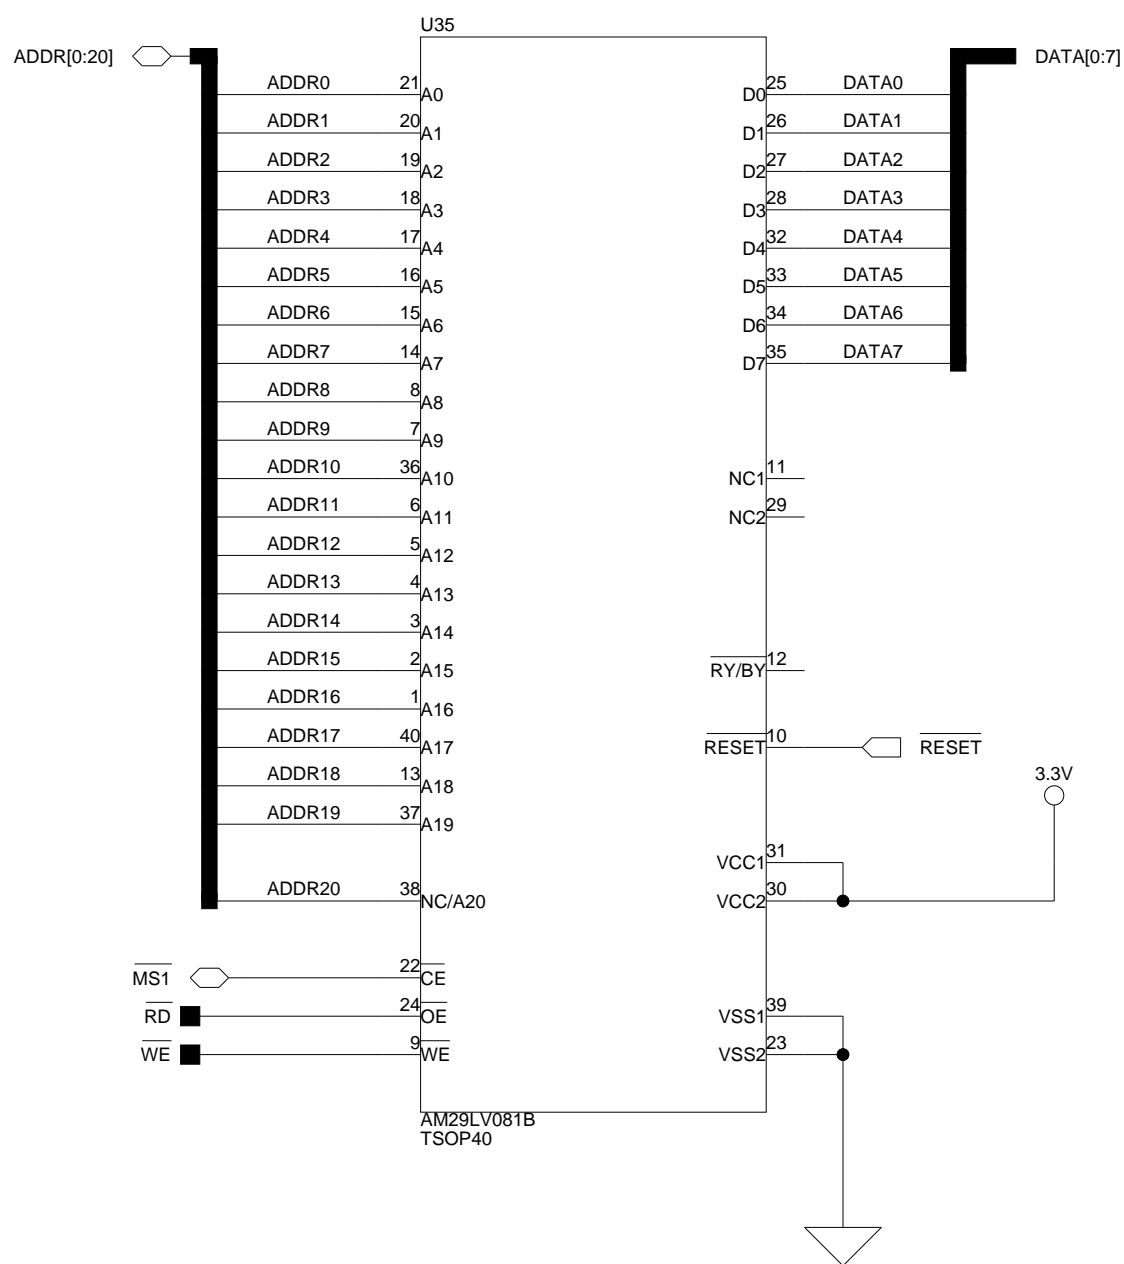 U35
ADDR[0:20] DATA[0:7]
ADDR0 21 A0 D0 25 DATA0
ADDR1 20 A1 D1 26 DATA1
ADDR2 19 A2 D2 27 DATA2
ADDR3 18 A3 D3 28 DATA3
ADDR4 17 A4 D4 32 DATA4
ADDR5 16 A5 D5 33 DATA5
ADDR6 15 A6 D6 34 DATA6
ADDR7 14 A7 D7 35 DATA7
ADDR8 8 A8
ADDR9 7 A9
ADDR10 36 A10 NC1 11
ADDR11 6 A11 NC2 29
ADDR12 5 A12
ADDR13 4 A13
ADDR14 3 A14
ADDR15 2 A15 RY/BY 12
ADDR16 1 A16
ADDR17 40 A17 RESET 10 RESET
ADDR18 13 A18 3.3V
ADDR19 37 A19
VCC1 31
ADDR20 38 NC/A20 VCC2 30
MS1 22 CE
RD 24 OE VSS1 39
WE 9 WE VSS2 23
AM29LV081B
TSOP40